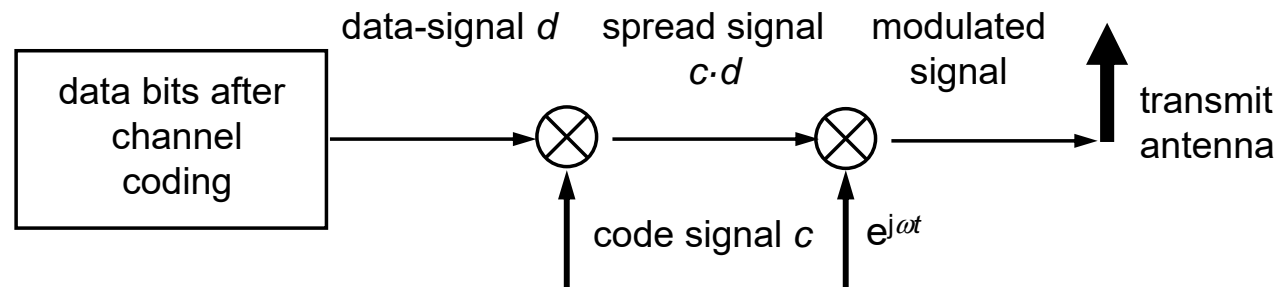 data-signal d
spread signal
c·d
modulated
signal
data bits after
channel
coding
transmit
antenna
code signal c
e^jωt